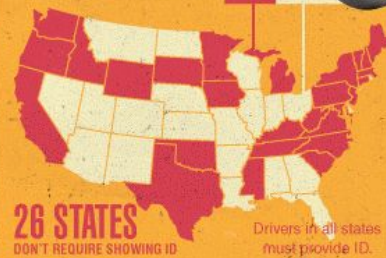 26 STATES
DON'T REQUIRE SHOWING ID
Drivers in all states
must provide ID.